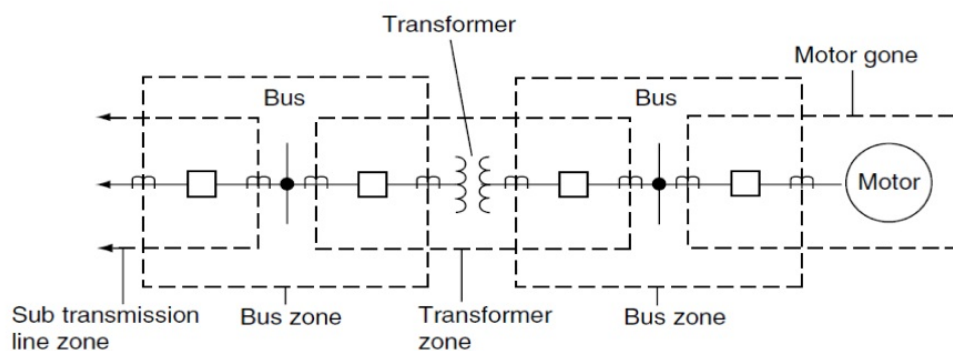 Transformer
Motor gone
Bus
Bus
Motor
Sub transmission
line zone
Bus zone
Transformer
zone
Bus zone